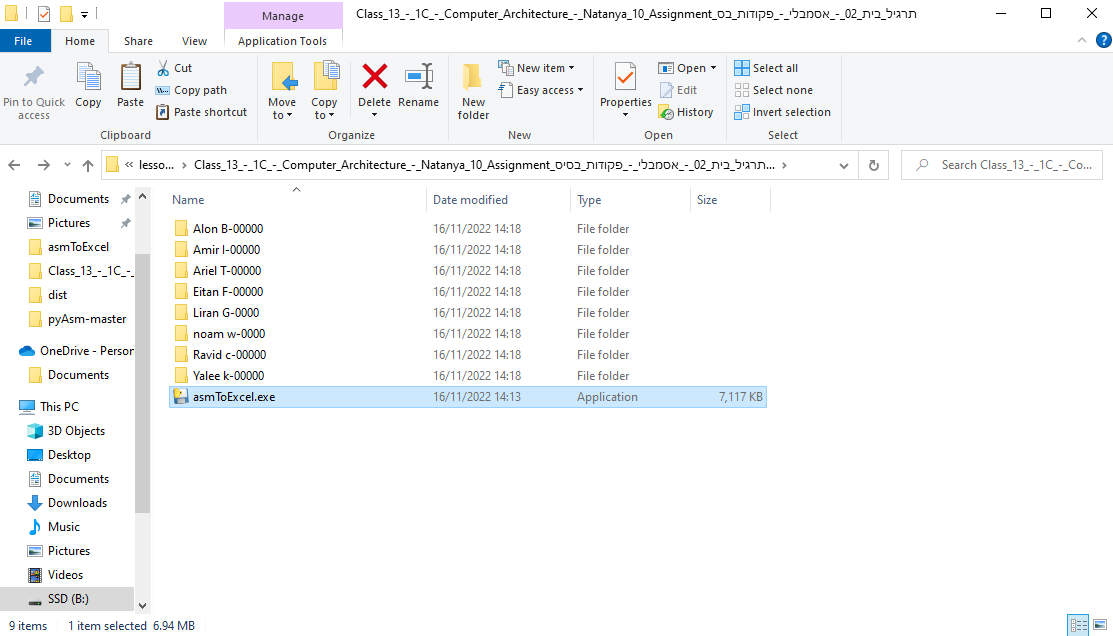 Manage
Class_13_-_1C_-_Computer_Architecture_-_Natanya_10_Assignment_תרגיל_בית_02_-_אסמבלי_-_פקודות_בס
File
Home
Share
View
Application Tools
Pin to Quick access
Copy
Paste
Cut
Copy path
Paste shortcut
Clipboard
Move to
Copy to
Delete
Rename
Organize
New folder
New item
Easy access
New
Properties
Open
Edit
History
Open
Select all
Select none
Invert selection
Select
« lesso... > Class_13_-_1C_-_Computer_Architecture_-_Natanya_10_Assignment_תרגיל_בית_02_-_אסמבלי_-_פקודות_בסיס... >
Search Class_13_-_1C_-_Co...
Documents
Pictures
asmToExcel
Class_13_-_1C_-_
dist
pyAsm-master
OneDrive - Person
Documents
This PC
3D Objects
Desktop
Documents
Downloads
Music
Pictures
Videos
SSD (B:)
Name Date modified Type Size
Alon B-00000 16/11/2022 14:18 File folder
Amir I-00000 16/11/2022 14:18 File folder
Ariel T-00000 16/11/2022 14:18 File folder
Eitan F-00000 16/11/2022 14:18 File folder
Liran G-0000 16/11/2022 14:18 File folder
noam w-0000 16/11/2022 14:18 File folder
Ravid c-00000 16/11/2022 14:18 File folder
Yalee k-00000 16/11/2022 14:18 File folder
asmToExcel.exe 16/11/2022 14:13 Application 7,117 KB
9 items 1 item selected 6.94 MB